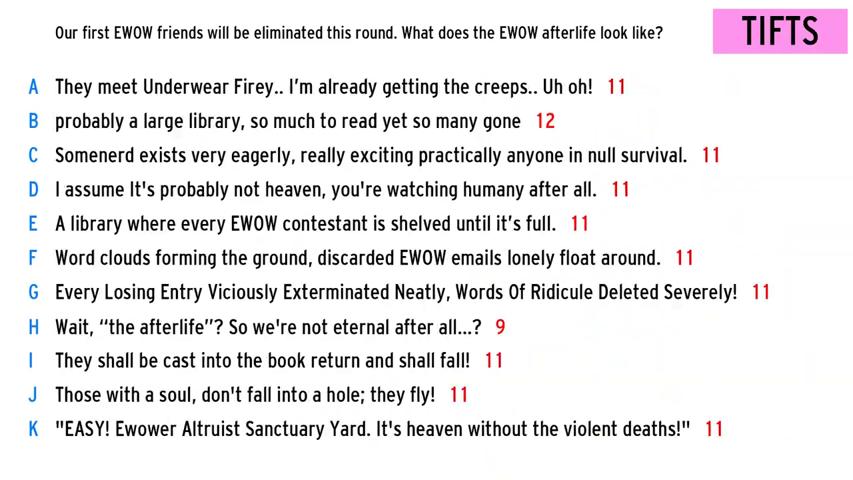 Our first EWOW friends will be eliminated this round. What does the EWOW afterlife look like?
TIFTS
A They meet Underwear Firey.. I'm already getting the creeps.. Uh oh! 11
B probably a large library, so much to read yet so many gone 12
C Somenerd exists very eagerly, really exciting practically anyone in null survival. 11
D I assume It's probably not heaven, you're watching humany after all. 11
E A library where every EWOW contestant is shelved until it's full. 11
F Word clouds forming the ground, discarded EWOW emails lonely float around. 11
G Every Losing Entry Viciously Exterminated Neatly, Words Of Ridicule Deleted Severely! 11
H Wait, “the afterlife”? So we're not eternal after all...? 9
I They shall be cast into the book return and shall fall! 11
J Those with a soul, don't fall into a hole; they fly! 11
K "EASY! Ewower Altruist Sanctuary Yard. It's heaven without the violent deaths!" 11